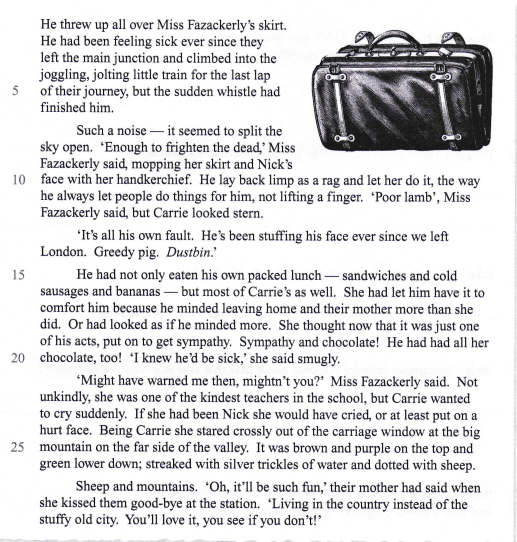 He threw up all over Miss Fazackerly’s skirt.
He had been feeling sick ever since they
left the main junction and climbed into the
joggling, jolting little train for the last lap
5 of their journey, but the sudden whistle had
finished him.
Such a noise — it seemed to split the
sky open. ‘Enough to frighten the dead,’ Miss
Fazackerly said, mopping her skirt and Nick’s
10 face with her handkerchief. He lay back limp as a rag and let her do it, the way
he always let people do things for him, not lifting a finger. ‘Poor lamb’, Miss
Fazackerly said, but Carrie looked stern.
‘It’s all his own fault. He’s been stuffing his face ever since we left
London. Greedy pig. Dustbin.’
15 He had not only eaten his own packed lunch — sandwiches and cold
sausages and bananas — but most of Carrie’s as well. She had let him have it to
comfort him because he minded leaving home and their mother more than she
did. Or had looked as if he minded more. She thought now that it was just one
of his acts, put on to get sympathy. Sympathy and chocolate! He had had all her
20 chocolate, too! ‘I knew he’d be sick,’ she said smugly.
‘Might have warned me then, mightn’t you?’ Miss Fazackerly said. Not
unkindly, she was one of the kindest teachers in the school, but Carrie wanted
to cry suddenly. If she had been Nick she would have cried, or at least put on a
hurt face. Being Carrie she stared crossly out of the carriage window at the big
25 mountain on the far side of the valley. It was brown and purple on the top and
green lower down; streaked with silver trickles of water and dotted with sheep.
Sheep and mountains. ‘Oh, it’ll be such fun,’ their mother had said when
she kissed them good-bye at the station. ‘Living in the country instead of the
stuffy old city. You’ll love it, you see if you don’t!’